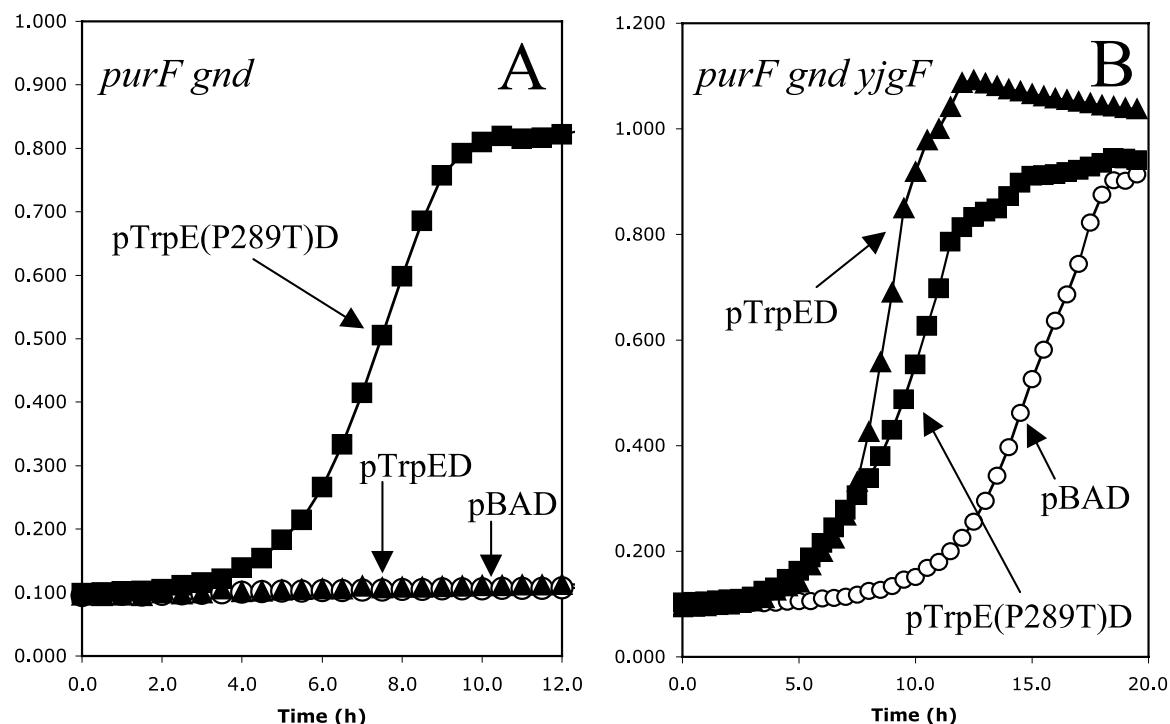 A
purF gnd
1.000
0.900
0.800
0.700
0.600
0.500
0.400
0.300
0.200
0.100
0.000
pTrpE(P289T)D
pTrpED
pBAD
0.0
2.0
4.0
6.0
8.0
10.0
12.0
Time (h)
B
purF gnd yjgF
1.200
1.000
0.800
0.600
0.400
0.200
0.000
pTrpED
pBAD
pTrpE(P289T)D
0.0
5.0
10.0
15.0
20.0
Time (h)